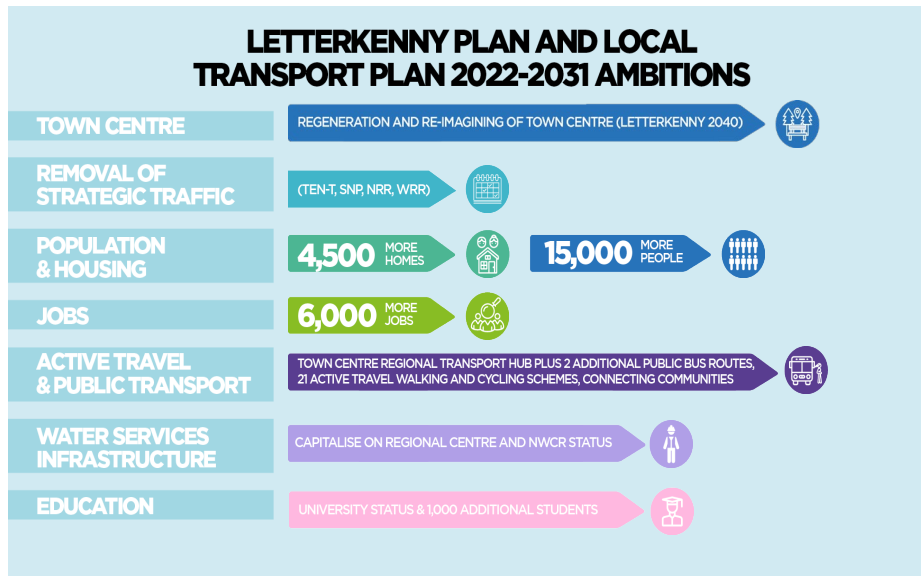 LETTERKENNY PLAN AND LOCAL
TRANSPORT PLAN 2022-2031 AMBITIONS
TOWN CENTRE
REGENERATION AND RE-IMAGINING OF TOWN CENTRE (LETTERKENNY 2040)
REMOVAL OF
STRATEGIC TRAFFIC
(TEN-T, SNP, NRR, WRR)
POPULATION
& HOUSING
4,500 MORE
HOMES
15,000 MORE
PEOPLE
JOBS
6,000 MORE
JOBS
ACTIVE TRAVEL
& PUBLIC TRANSPORT
TOWN CENTRE REGIONAL TRANSPORT HUB PLUS 2 ADDITIONAL PUBLIC BUS ROUTES,
21 ACTIVE TRAVEL WALKING AND CYCLING SCHEMES, CONNECTING COMMUNITIES
WATER SERVICES
INFRASTRUCTURE
CAPITALISE ON REGIONAL CENTRE AND NWCR STATUS
EDUCATION
UNIVERSITY STATUS & 1,000 ADDITIONAL STUDENTS